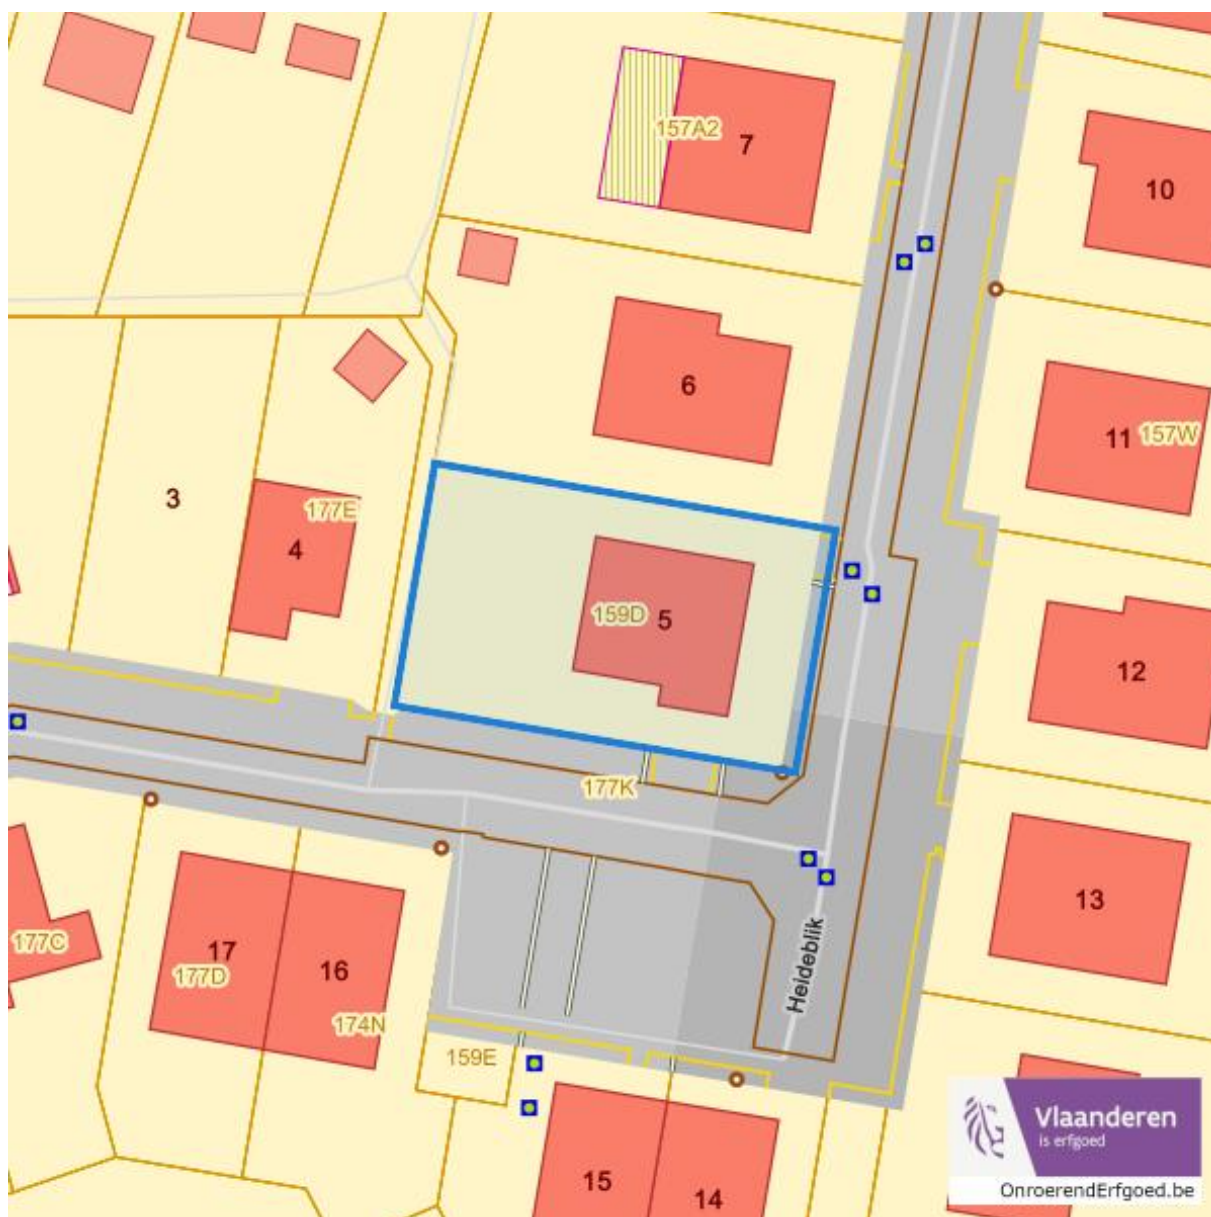 157A2
7
10
6
11
157W
3
177E
4
159D
5
12
177K
13
177C
17
177D
16
174N
Heideblik
159E
15
14
Vlaanderen
is erfgoed
OnroerendErfgoed.be